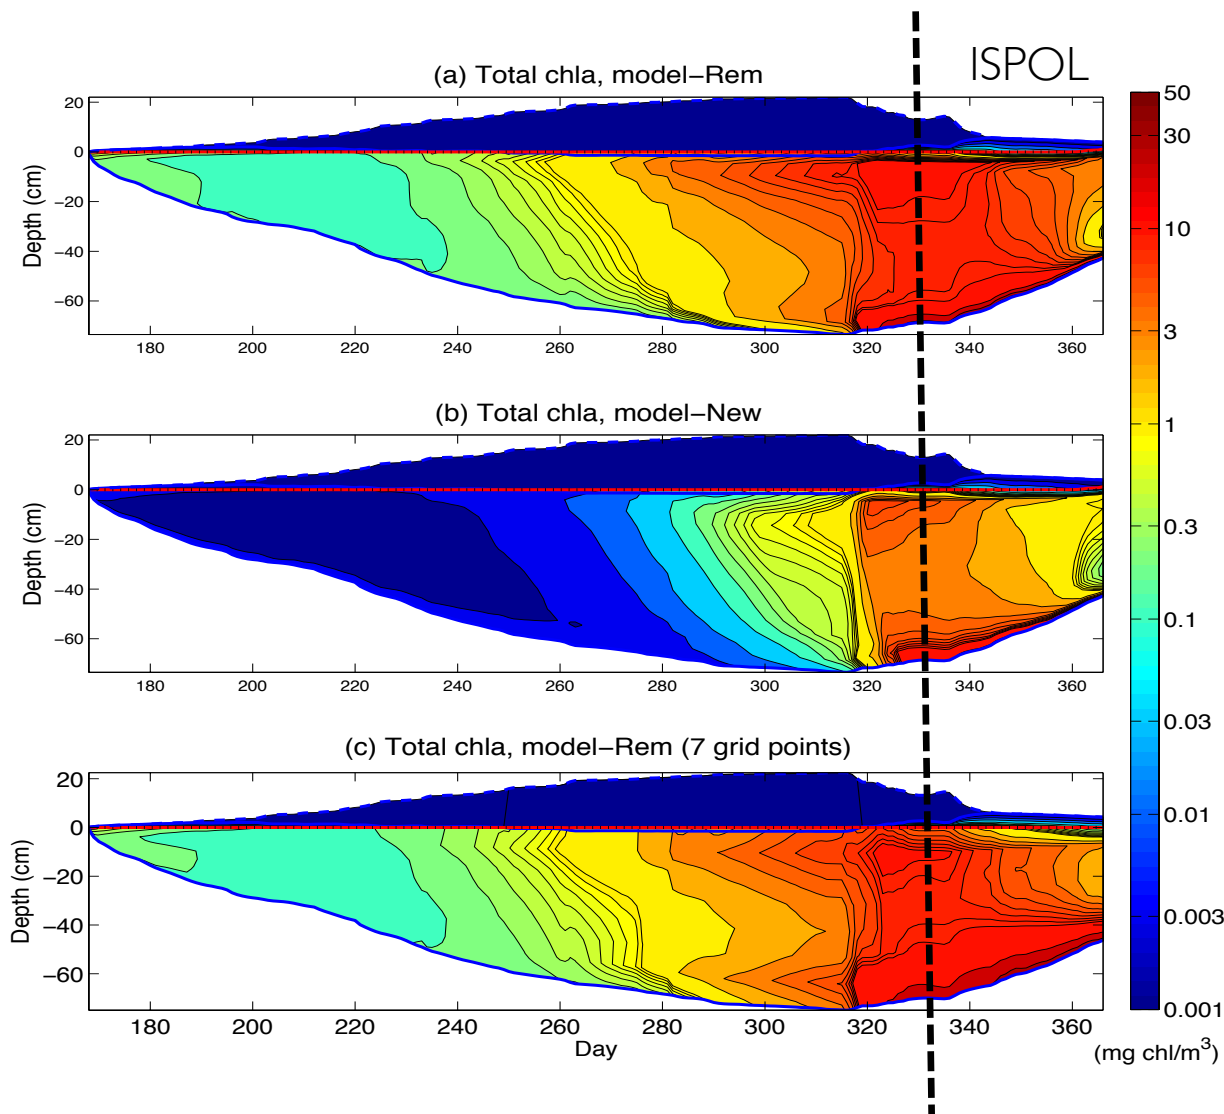 ISPOL
(a) Total chla, model−Rem
20
0
−20
−40
−60
Depth (cm)
180 200 220 240 260 280 300 320 340 360
(b) Total chla, model−New
20
0
−20
−40
−60
Depth (cm)
180 200 220 240 260 280 300 320 340 360
(c) Total chla, model−Rem (7 grid points)
20
0
−20
−40
−60
Depth (cm)
180 200 220 240 260 280 300 320 340 360
Day
50
30
10
3
1
0.3
0.1
0.03
0.01
0.003
0.001
(mg chl/m³)